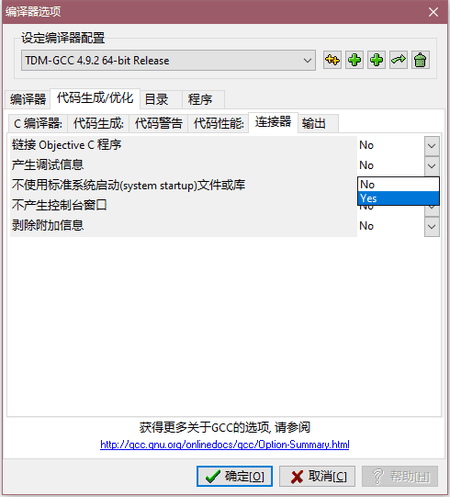 编译器选项
设定编译器配置
TDM-GCC 4.9.2 64-bit Release
编译器 代码生成/优化 目录 程序
C 编译器: 代码生成: 代码警告 代码性能: 连接器 输出
链接 Objective C 程序 No
产生调试信息 No
不使用标准系统启动(system startup)文件或库 No
Yes
不产生控制台窗口 No
剥除附加信息 No
获得更多关于GCC的选项, 请参阅
http://gcc.gnu.org/onlinedocs/gcc/Option-Summary.html
确定[O] 取消[C] 帮助[H]